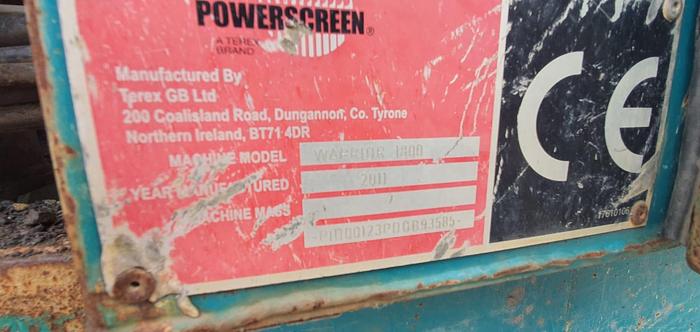 POWERSCREEN®
A TEREX
BRAND
Manufactured By
Terex GB Ltd
200 Coalisland Road, Dungannon, Co. Tyrone
Northern Ireland, BT71 4DR
MACHINE MODEL WARRIOR 1800
YEAR MANUFACTURED 2011
MACHINE MASS
CE